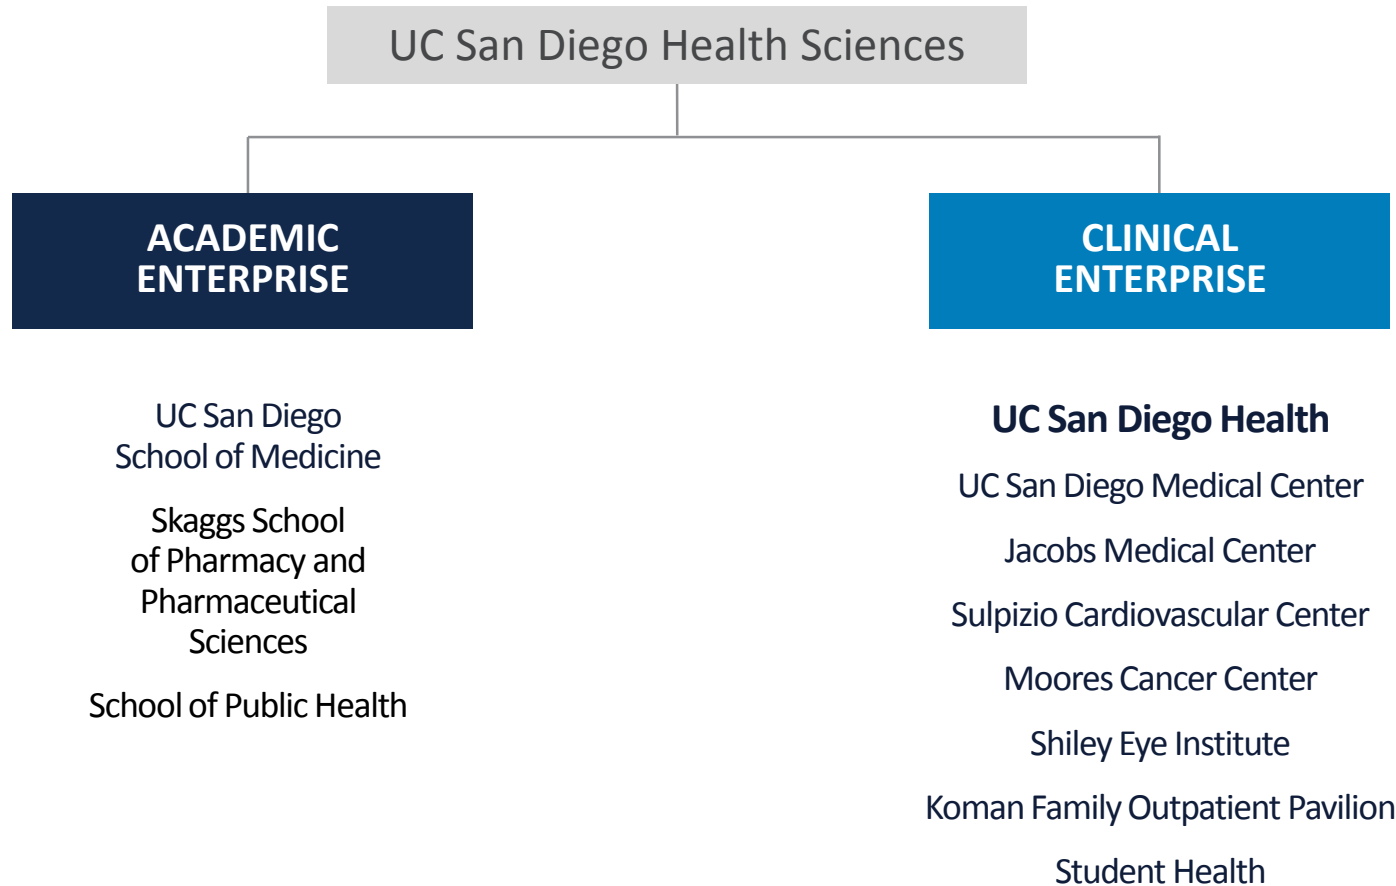 UC San Diego Health Sciences
ACADEMIC
ENTERPRISE
UC San Diego
School of Medicine
Skaggs School
of Pharmacy and
Pharmaceutical
Sciences
School of Public Health
CLINICAL
ENTERPRISE
UC San Diego Health
UC San Diego Medical Center
Jacobs Medical Center
Sulpizio Cardiovascular Center
Moores Cancer Center
Shiley Eye Institute
Koman Family Outpatient Pavilion
Student Health